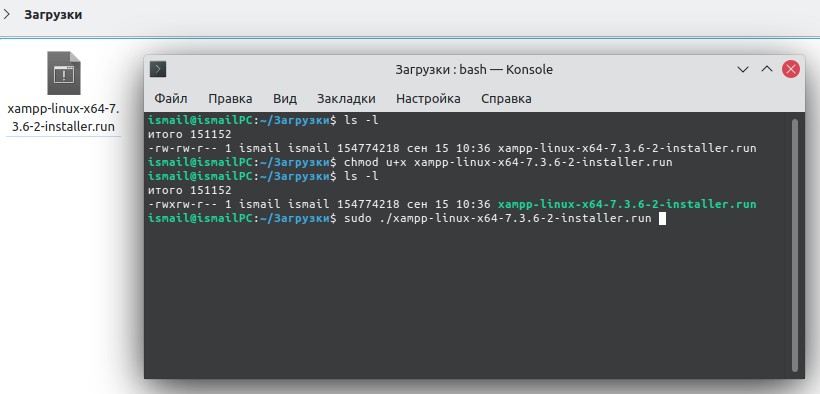 Загрузки
xampp-linux-x64-7.
3.6-2-installer.run
Загрузки : bash — Konsole
Файл Правка Вид Закладки Настройка Справка
ismail@ismailPC:~/Загрузки$ ls -l
итого 151152
-rw-rw-r-- 1 ismail ismail 154774218 сен 15 10:36 xampp-linux-x64-7.3.6-2-installer.run
ismail@ismailPC:~/Загрузки$ chmod u+x xampp-linux-x64-7.3.6-2-installer.run
ismail@ismailPC:~/Загрузки$ ls -l
итого 151152
-rwxrw-r-- 1 ismail ismail 154774218 сен 15 10:36 xampp-linux-x64-7.3.6-2-installer.run
ismail@ismailPC:~/Загрузки$ sudo ./xampp-linux-x64-7.3.6-2-installer.run